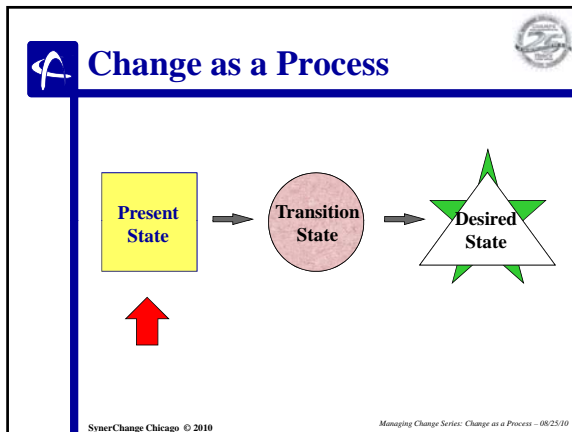 Change as a Process
Present
State
Transition
State
Desired
State
SynerChange Chicago © 2010
Managing Change Series: Change as a Process – 08/25/10